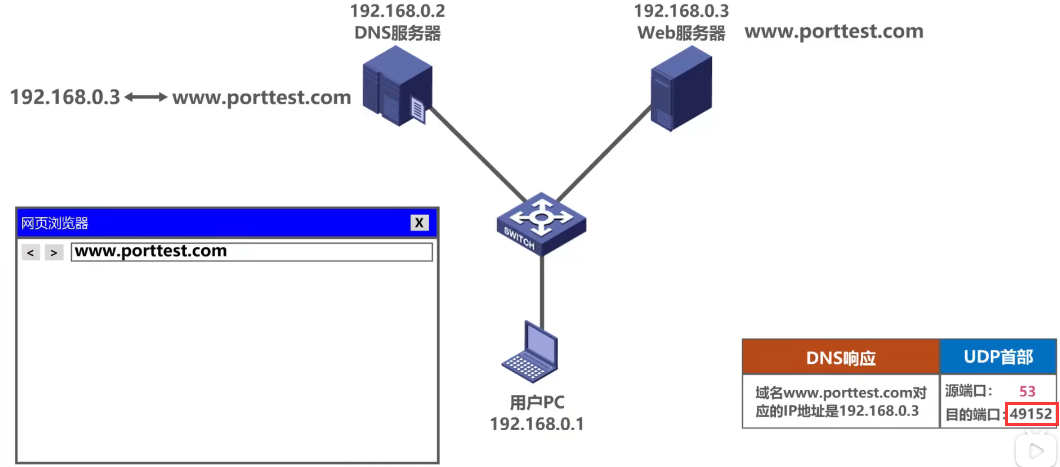 192.168.0.2
DNS服务器
192.168.0.3
Web服务器
www.porttest.com
192.168.0.3
www.porttest.com
SWITCH
网页浏览器
X
< >
www.porttest.com
用户PC
192.168.0.1
DNS响应
UDP首部
域名www.porttest.com对
应的IP地址是192.168.0.3
源端口： 53
目的端口：49152